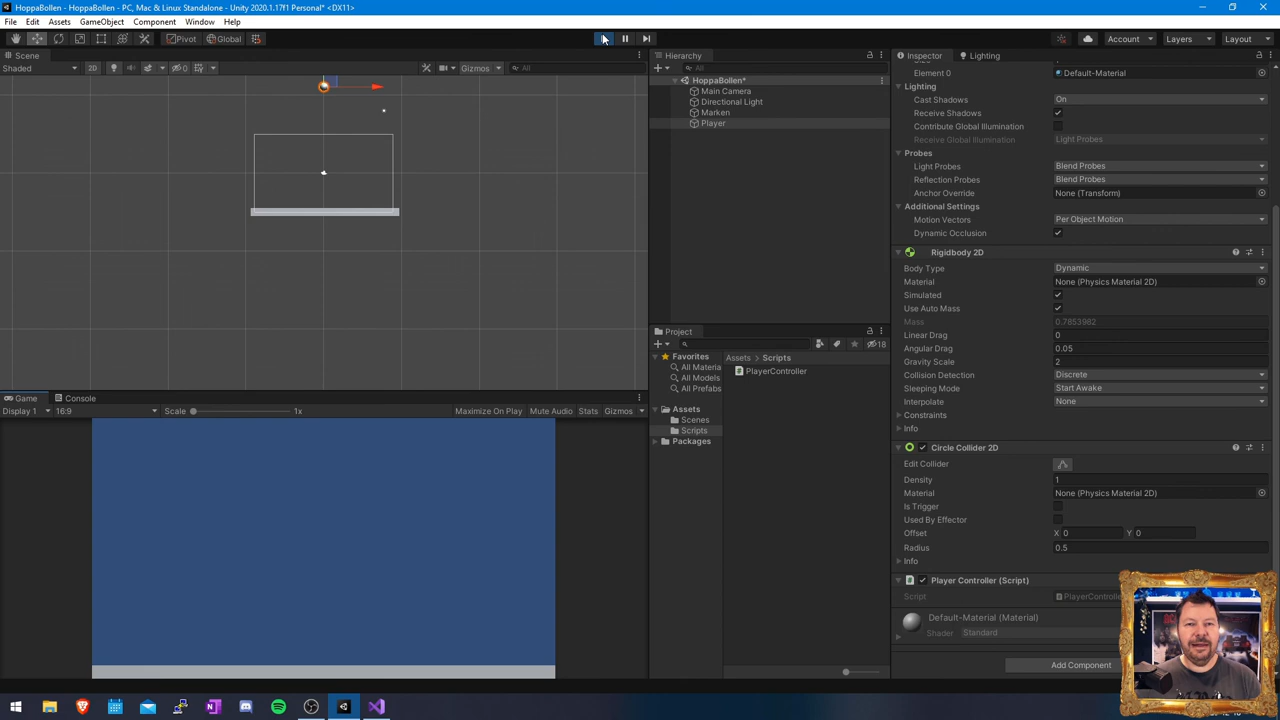 HoppaBollen - HoppaBollen - PC, Mac & Linux Standalone - Unity 2020.1.17f1 Personal* <DX11>
File Edit Assets GameObject Component Window Help
Pivot Global Account Layers Layout
Scene
Shaded 2D 0 Gizmos All
Game Console
Display 1 16:9 Scale 1x Maximize On Play Mute Audio Stats Gizmos
Hierarchy
All
HoppaBollen*
Main Camera
Directional Light
Marken
Player
Project
18
Favorites
All Materia
All Models
All Prefabs
Assets
Scenes
Scripts
Packages
Assets > Scripts
PlayerController
Inspector Lighting
Element 0 Default-Material
Lighting
Cast Shadows On
Receive Shadows
Contribute Global Illumination
Receive Global Illumination Light Probes
Probes
Light Probes Blend Probes
Reflection Probes Blend Probes
Anchor Override None (Transform)
Additional Settings
Motion Vectors Per Object Motion
Dynamic Occlusion
Rigidbody 2D
Body Type Dynamic
Material None (Physics Material 2D)
Simulated
Use Auto Mass
Mass 0.7853982
Linear Drag 0
Angular Drag 0.05
Gravity Scale 2
Collision Detection Discrete
Sleeping Mode Start Awake
Interpolate None
Constraints
Info
Circle Collider 2D
Edit Collider
Density 1
Material None (Physics Material 2D)
Is Trigger
Used By Effector
Offset X 0 Y 0
Radius 0.5
Info
Player Controller (Script)
Script PlayerController
Default-Material (Material)
Shader Standard
Add Component